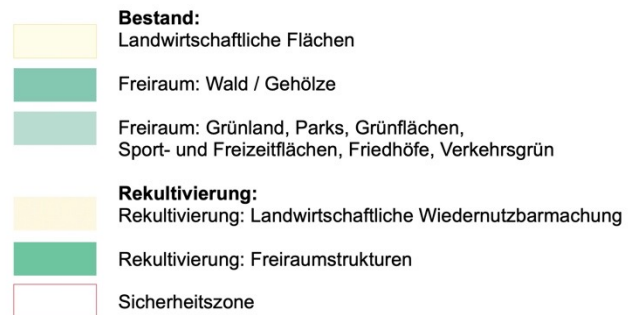 Bestand:
Landwirtschaftliche Flächen
Freiraum: Wald / Gehölze
Freiraum: Grünland, Parks, Grünflächen,
Sport- und Freizeitflächen, Friedhöfe, Verkehrsgrün
Rekultivierung:
Rekultivierung: Landwirtschaftliche Wiedernutzbarmachung
Rekultivierung: Freiraumstrukturen
Sicherheitszone